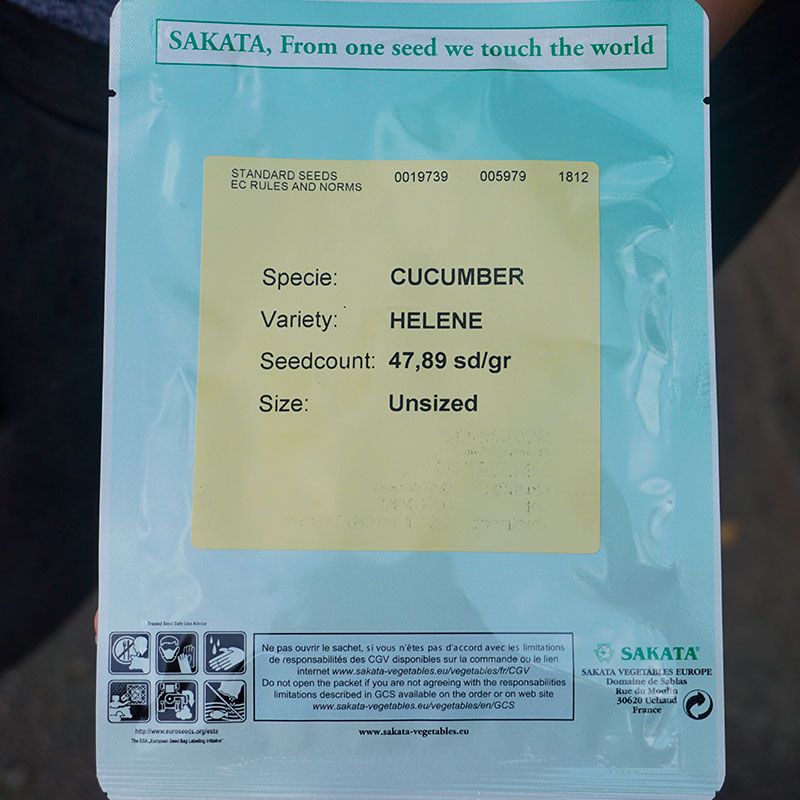 SAKATA, From one seed we touch the world
STANDARD SEEDS 0019739 005979 1812
EC RULES AND NORMS
Specie: CUCUMBER
Variety: HELENE
Seedcount: 47,89 sd/gr
Size: Unsized
Treated Seed Safe Use Advice
Ne pas ouvrir le sachet, si vous n'êtes pas d'accord avec les limitations
de responsabilités des CGV disponibles sur la commande ou le lien
internet www.sakata-vegetables.eu/vegetables/fr/CGV
Do not open the packet if you are not agreeing with the responsabilities
limitations described in GCS available on the order or on web site
www.sakata-vegetables.eu/vegetables/en/GCS
http://www.euroseeds.org/esta
The ESA „European Seed Bag Labelling Initiative"
www.sakata-vegetables.eu
SAKATA®
SAKATA VEGETABLES EUROPE
Domaine de Sablas
Rue du Moulin
30620 Uchaud
France